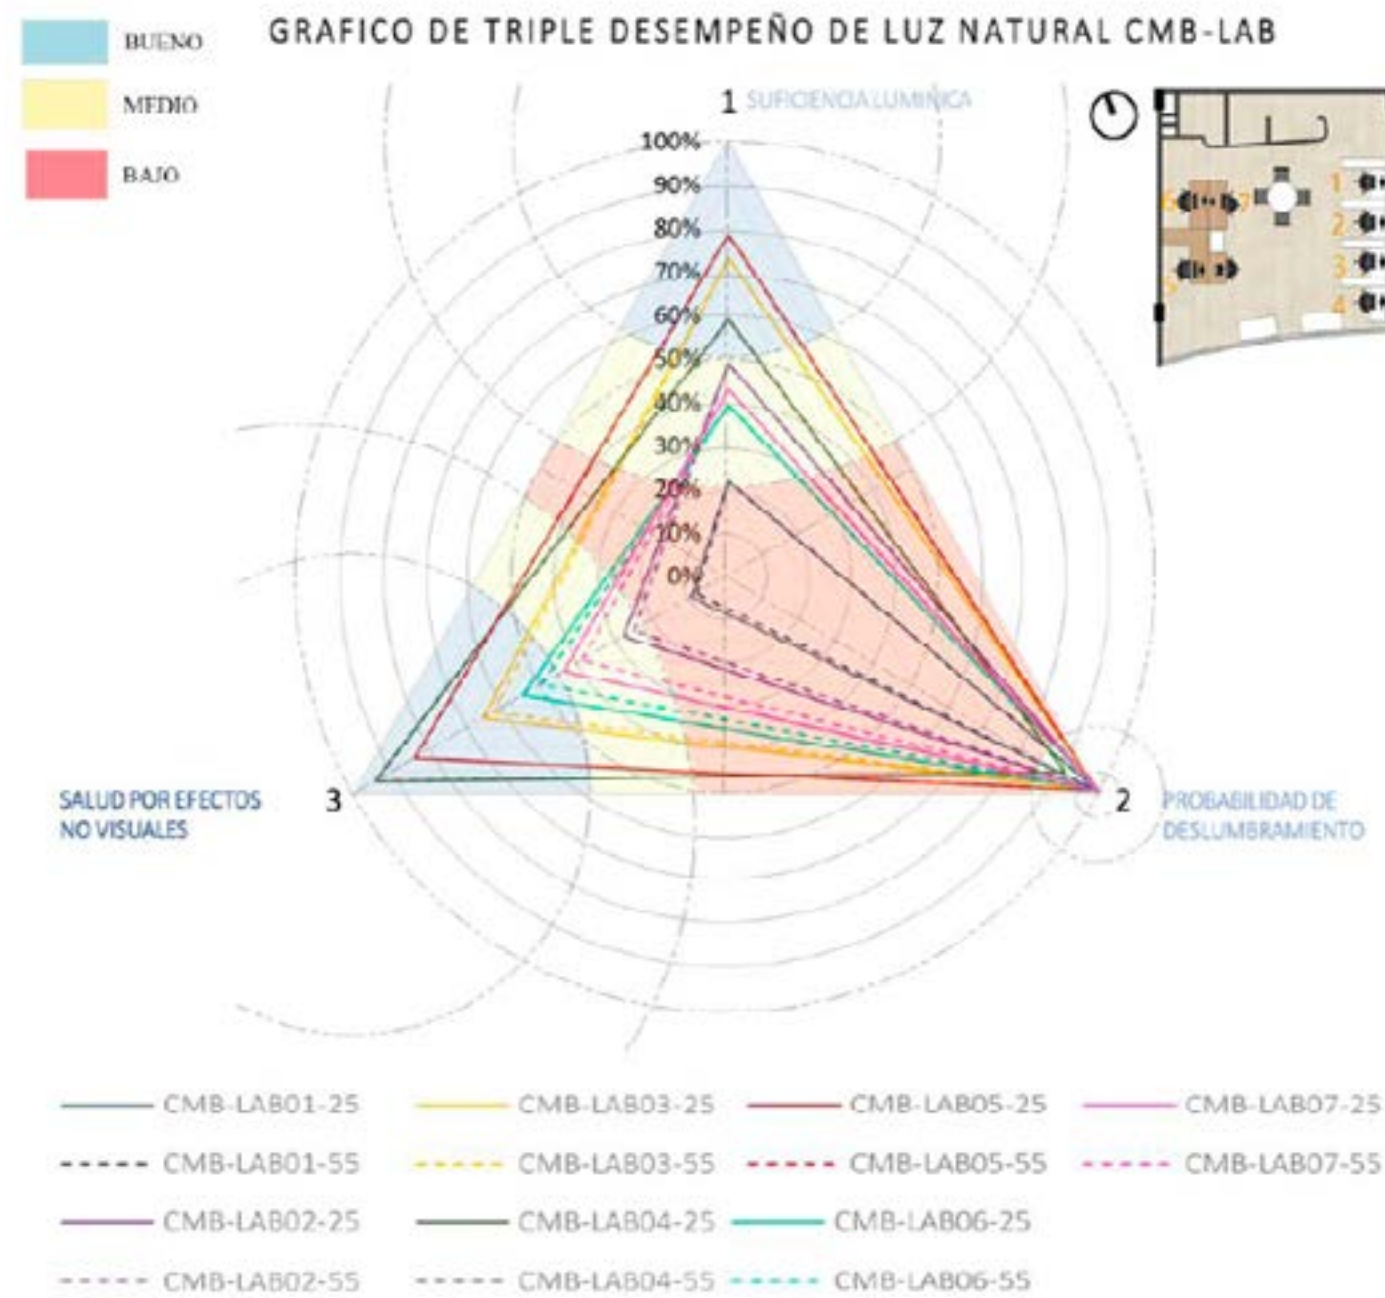 GRAFICO DE TRIPLE DESEMPEÑO DE LUZ NATURAL CMB-LAB
BUENO
MEDIO
BAJO
1 SUFICIENCIA LUMINICA
100%
90%
80%
70%
60%
50%
40%
30%
20%
10%
0%
6 7 1
2
5 3
4
SALUD POR EFECTOS
NO VISUALES
3
2
PROBABILIDAD DE
DESLUMBRAMIENTO
CMB-LAB01-25 CMB-LAB03-25 CMB-LAB05-25 CMB-LAB07-25
CMB-LAB01-55 CMB-LAB03-55 CMB-LAB05-55 CMB-LAB07-55
CMB-LAB02-25 CMB-LAB04-25 CMB-LAB06-25
CMB-LAB02-55 CMB-LAB04-55 CMB-LAB06-55